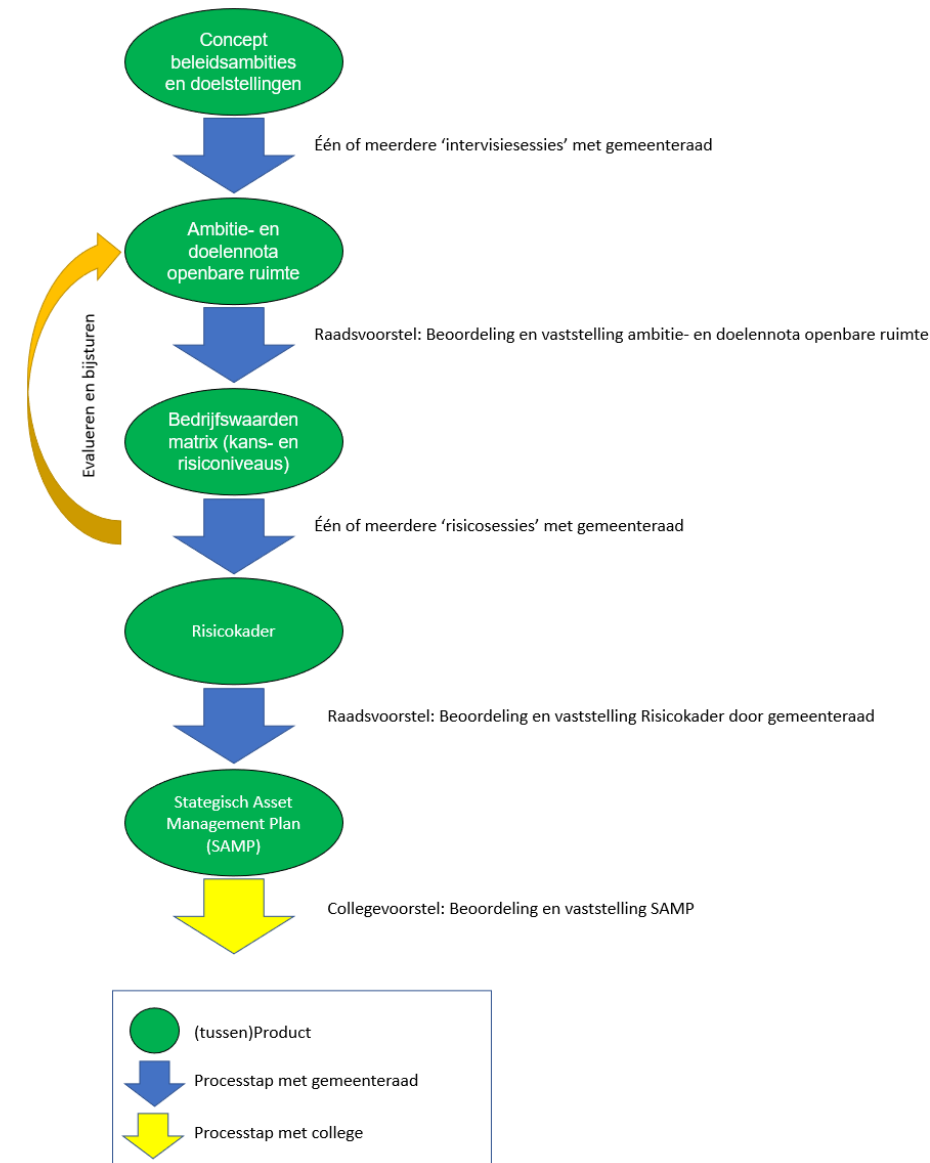 Concept
beleidsambities
en doelstellingen
Één of meerdere ‘intervisiesessies’ met gemeenteraad
Ambitie- en
doelennota
openbare ruimte
Evalueren en bijsturen
Raadsvoorstel: Beoordeling en vaststelling ambitie- en doelennota openbare ruimte
Bedrijfswaarden
matrix (kans- en
risiconiveaus)
Één of meerdere ‘risicosessies’ met gemeenteraad
Risicokader
Raadsvoorstel: Beoordeling en vaststelling Risicokader door gemeenteraad
Stategisch Asset
Management Plan
(SAMP)
Collegevoorstel: Beoordeling en vaststelling SAMP
(tussen)Product
Processtap met gemeenteraad
Processtap met college